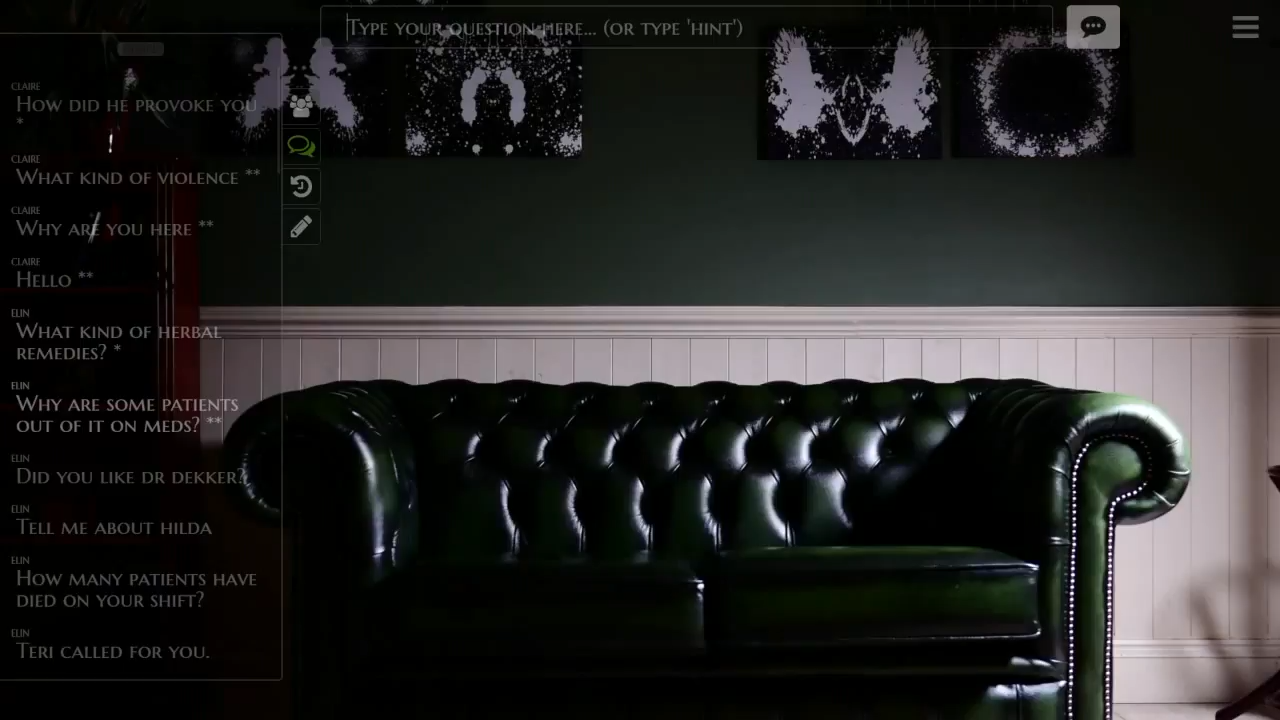 Type your question here... (or type 'hint')
CLAIRE
How did he provoke you
*
CLAIRE
What kind of violence **
CLAIRE
Why are you here **
CLAIRE
Hello **
ELIN
What kind of herbal
remedies? *
ELIN
Why are some patients
out of it on meds? **
ELIN
Did you like Dr Dekker?
ELIN
Tell me about Hilda
ELIN
How many patients have
died on your shift?
ELIN
Teri called for you.